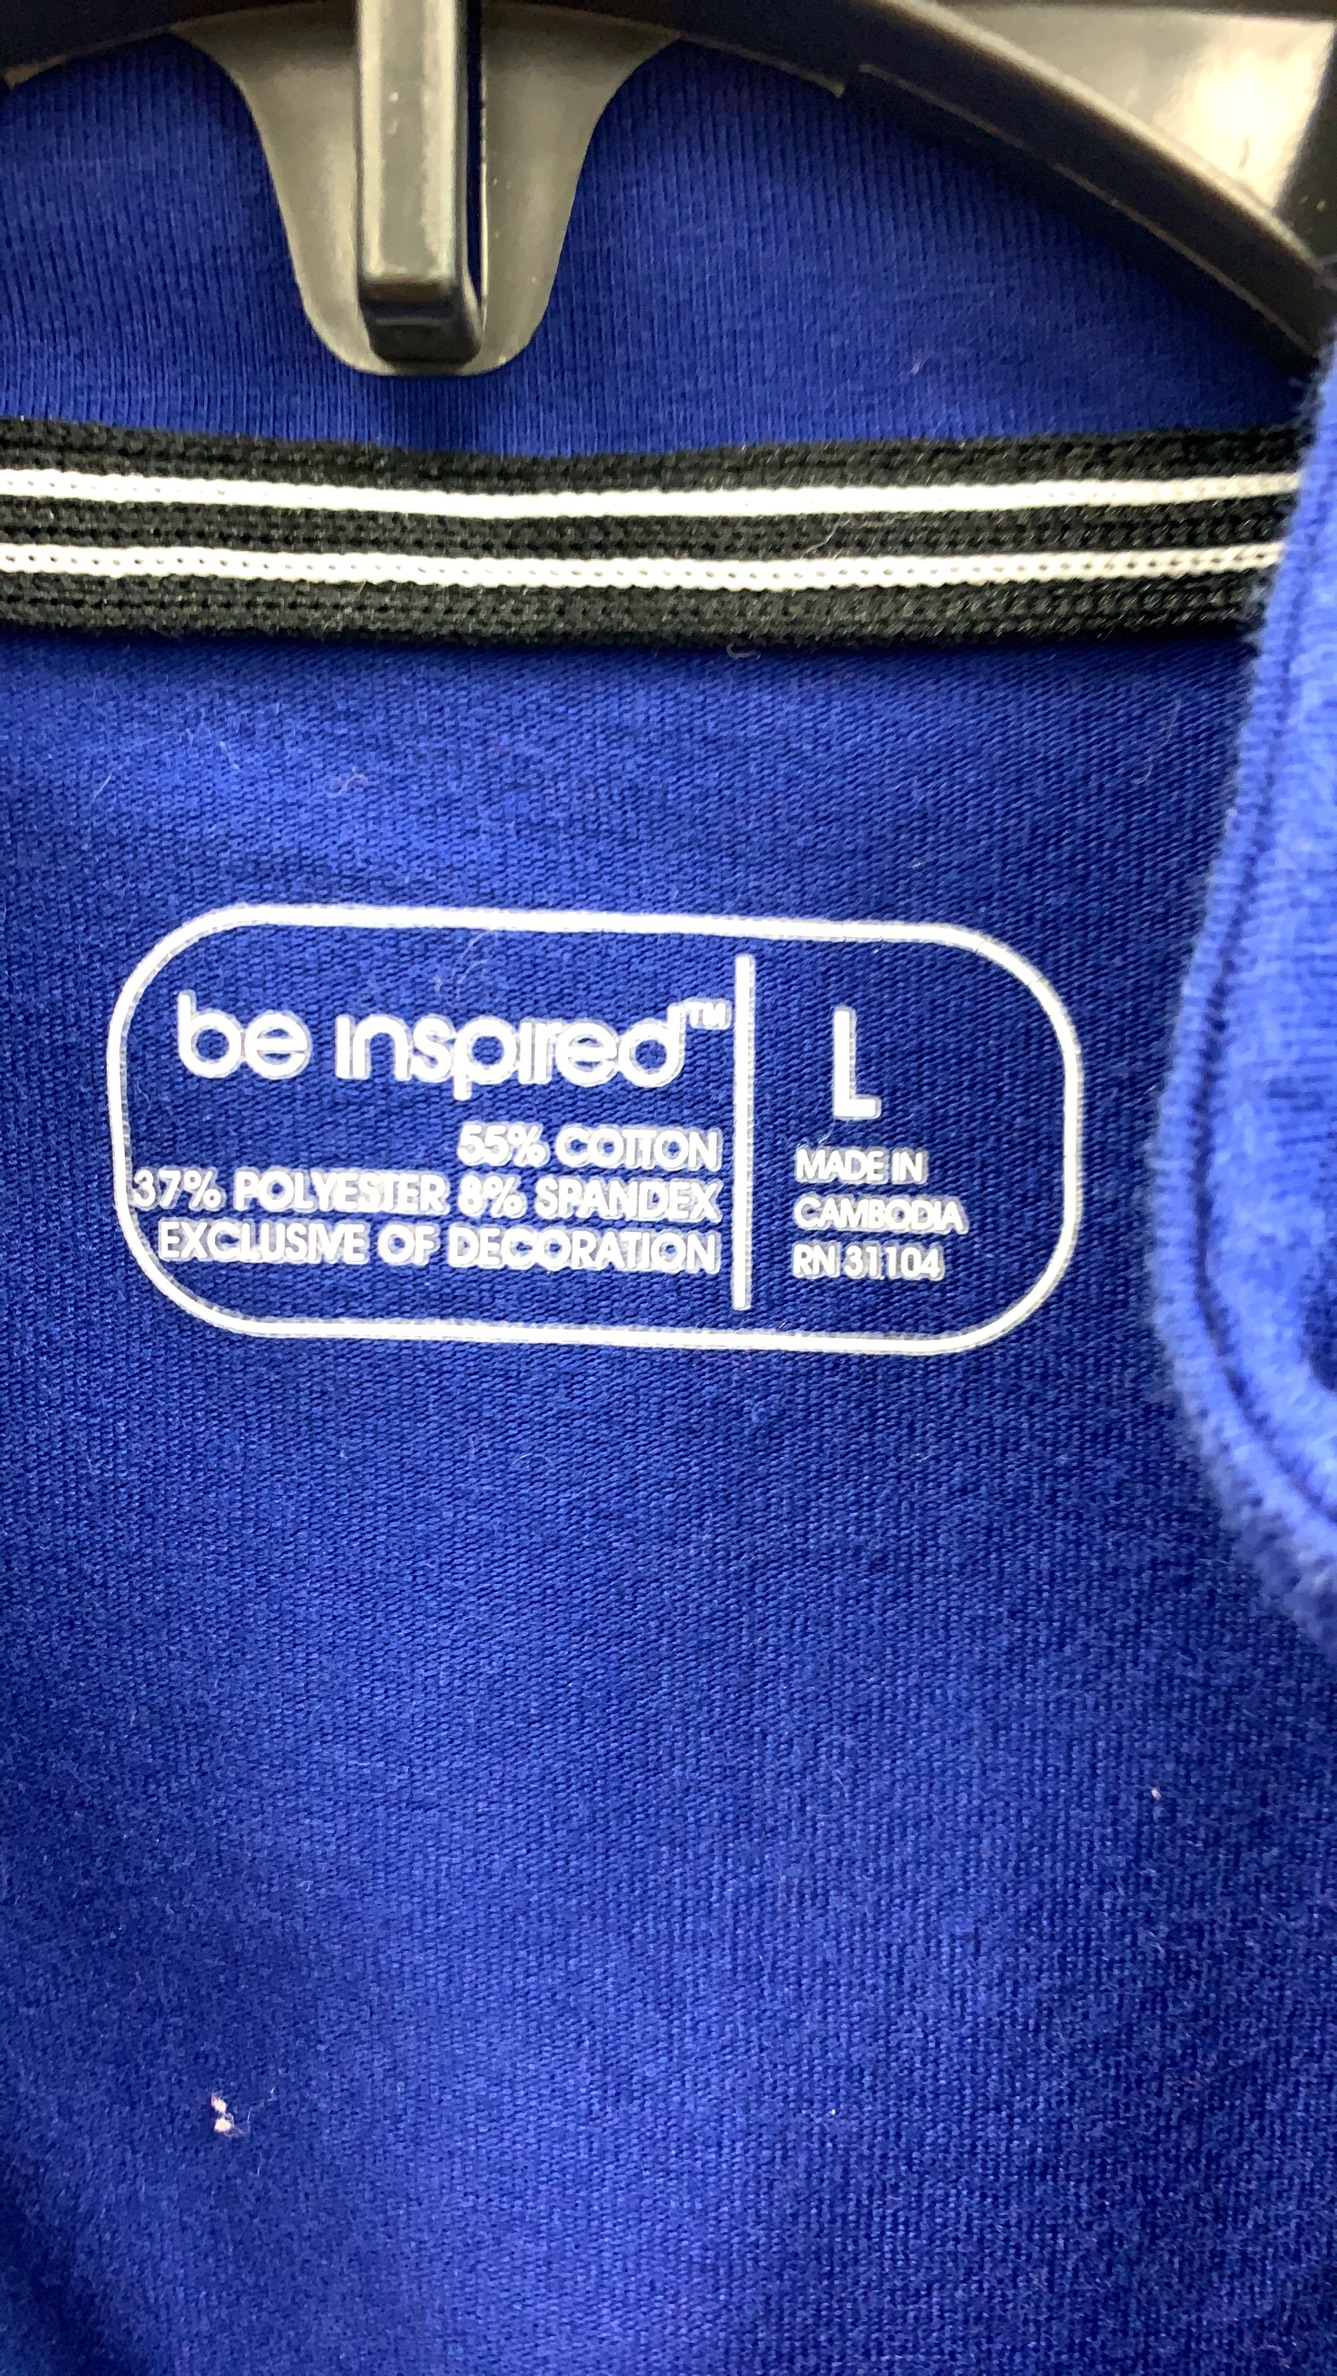 be inspired™
55% COTTON
37% POLYESTER 8% SPANDEX
EXCLUSIVE OF DECORATION
L
MADE IN
CAMBODIA
RN 31104